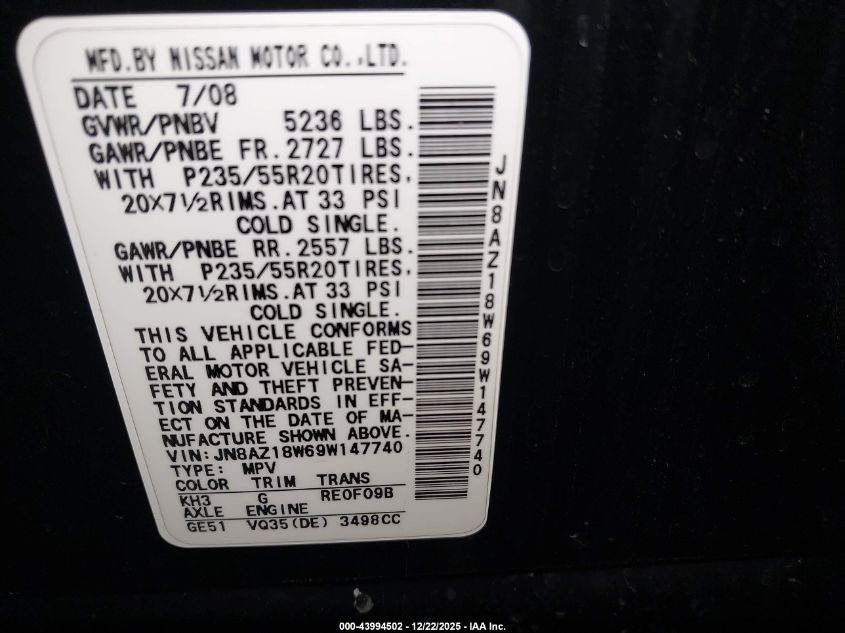 MFD.BY NISSAN MOTOR CO.,LTD.
DATE 7/08
GVWR/PNBV 5236 LBS.
GAWR/PNBE FR.2727 LBS.
WITH P235/55R20TIRES,
20X7½RIMS.AT 33 PSI
COLD SINGLE.
GAWR/PNBE RR.2557 LBS.
WITH P235/55R20TIRES,
20X7½RIMS.AT 33 PSI
COLD SINGLE.
THIS VEHICLE CONFORMS
TO ALL APPLICABLE FED-
ERAL MOTOR VEHICLE SA-
FETY AND THEFT PREVEN-
TION STANDARDS IN EFF-
ECT ON THE DATE OF MA-
NUFACTURE SHOWN ABOVE.
VIN:JN8AZ18W69W147740
TYPE: MPV
COLOR TRIM TRANS
KH3 G RE0F09B
AXLE ENGINE
GE51 VQ35(DE) 3498CC
JN8AZ18W69W147740
000-43994502 - 12/22/2025 - IAA Inc.